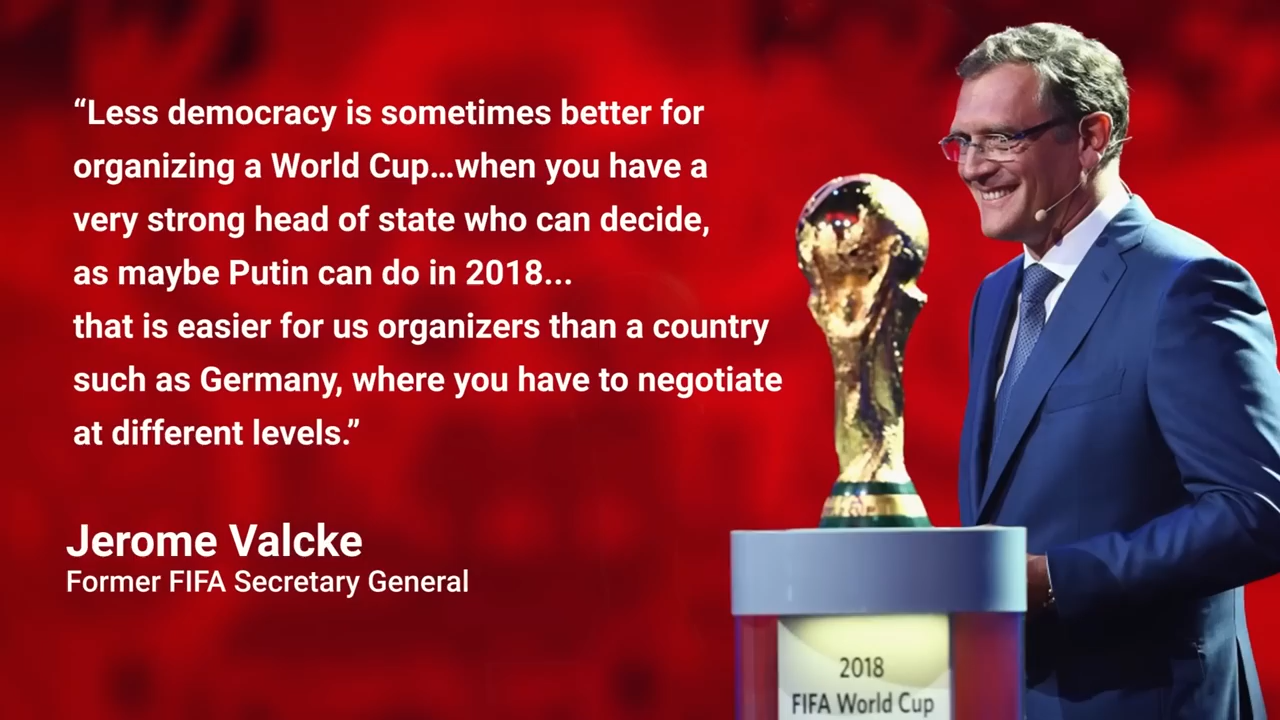 “Less democracy is sometimes better for
organizing a World Cup...when you have a
very strong head of state who can decide,
as maybe Putin can do in 2018...
that is easier for us organizers than a country
such as Germany, where you have to negotiate
at different levels.”
Jerome Valcke
Former FIFA Secretary General
2018
FIFA World Cup